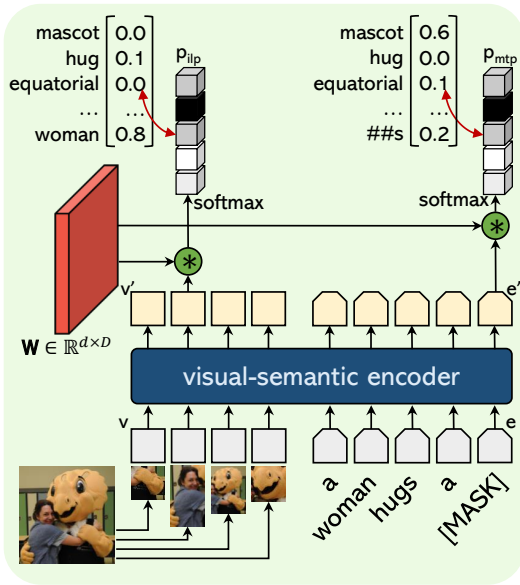 mascot 0.0
hug 0.1
equatorial 0.0
... ...
woman 0.8
p_ilp
mascot 0.6
hug 0.0
equatorial 0.1
... ...
##s 0.2
p_mtp
softmax
softmax
*
*
v'
e'
W ∈ ℝ^{d×D}
visual-semantic encoder
v
e
a
woman
hugs
a
[MASK]